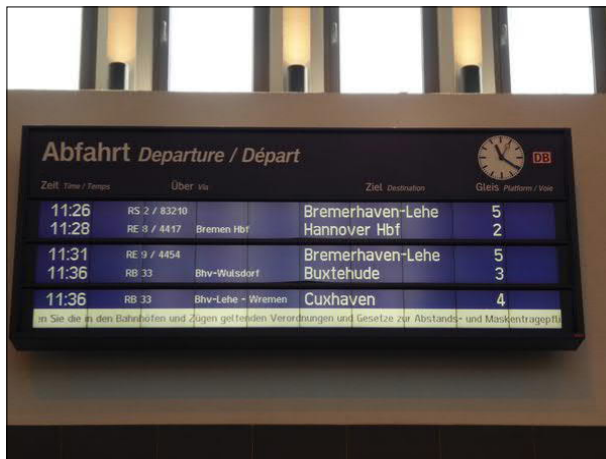 Abfahrt Departure / Départ DB
Zeit Time / Temps Über Via Ziel Destination Gleis Platform / Voie
11:26 RS 2 / 83210 Bremerhaven-Lehe 5
11:28 RE 8 / 4417 Bremen Hbf Hannover Hbf 2
11:31 RE 9 / 4454 Bremerhaven-Lehe 5
11:36 RB 33 Bhv-Wulsdorf Buxtehude 3
11:36 RB 33 Bhv-Lehe - Wremen Cuxhaven 4
en Sie die in den Bahnhöfen und Zügen geltenden Verordnungen und Gesetze zur Abstands- und Maskentragepfli